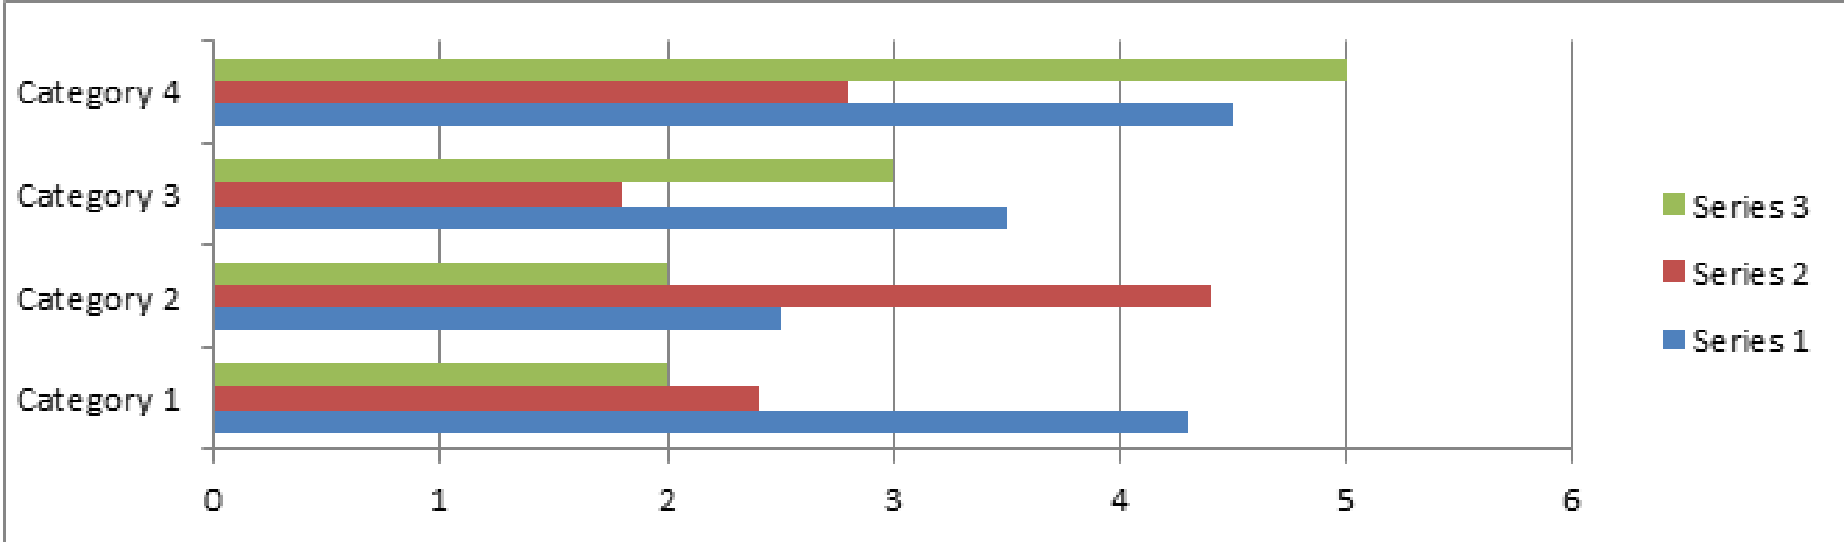 Category 4
Category 3
Category 2
Category 1
0 1 2 3 4 5 6
Series 3
Series 2
Series 1